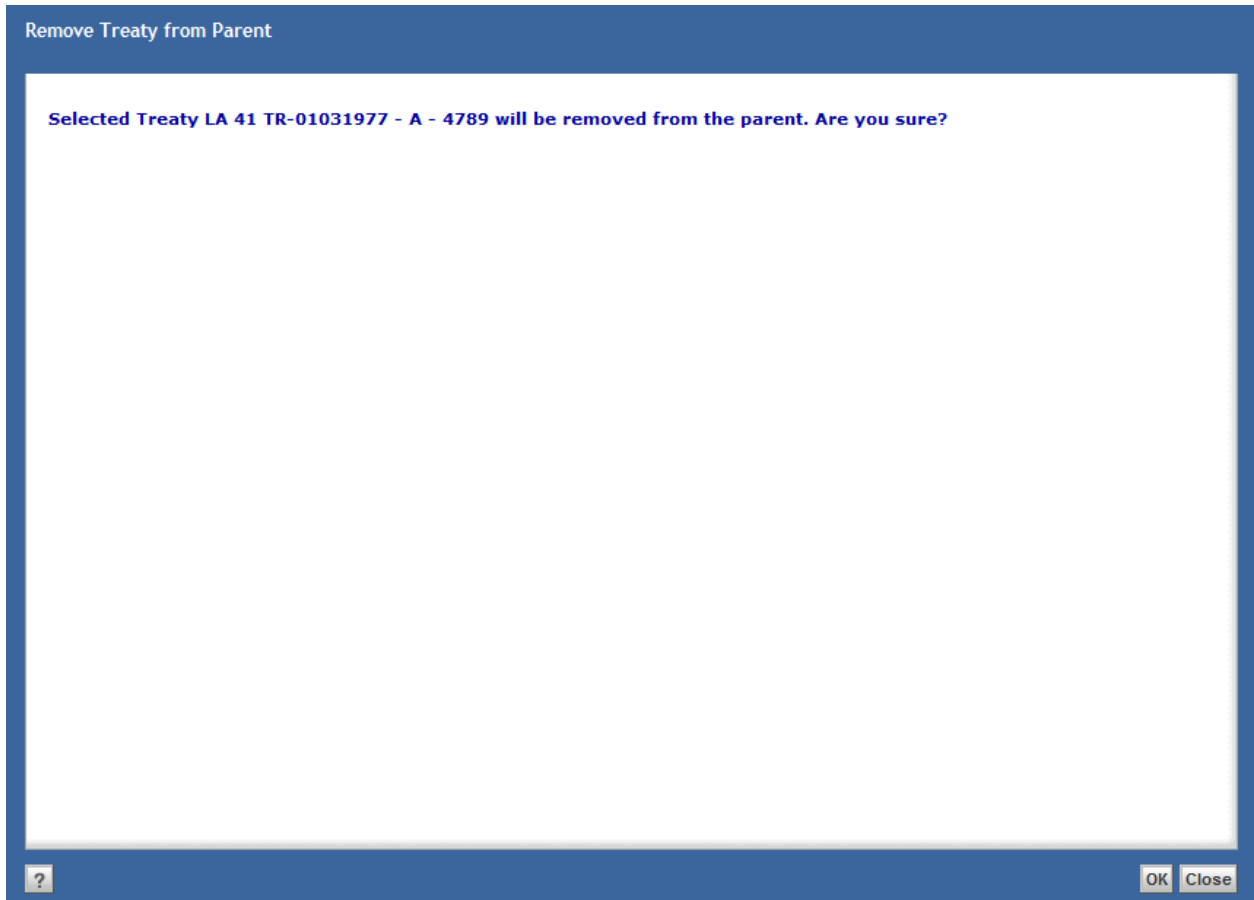 Remove Treaty from Parent
Selected Treaty LA 41 TR-01031977 - A - 4789 will be removed from the parent. Are you sure?
?
OK Close